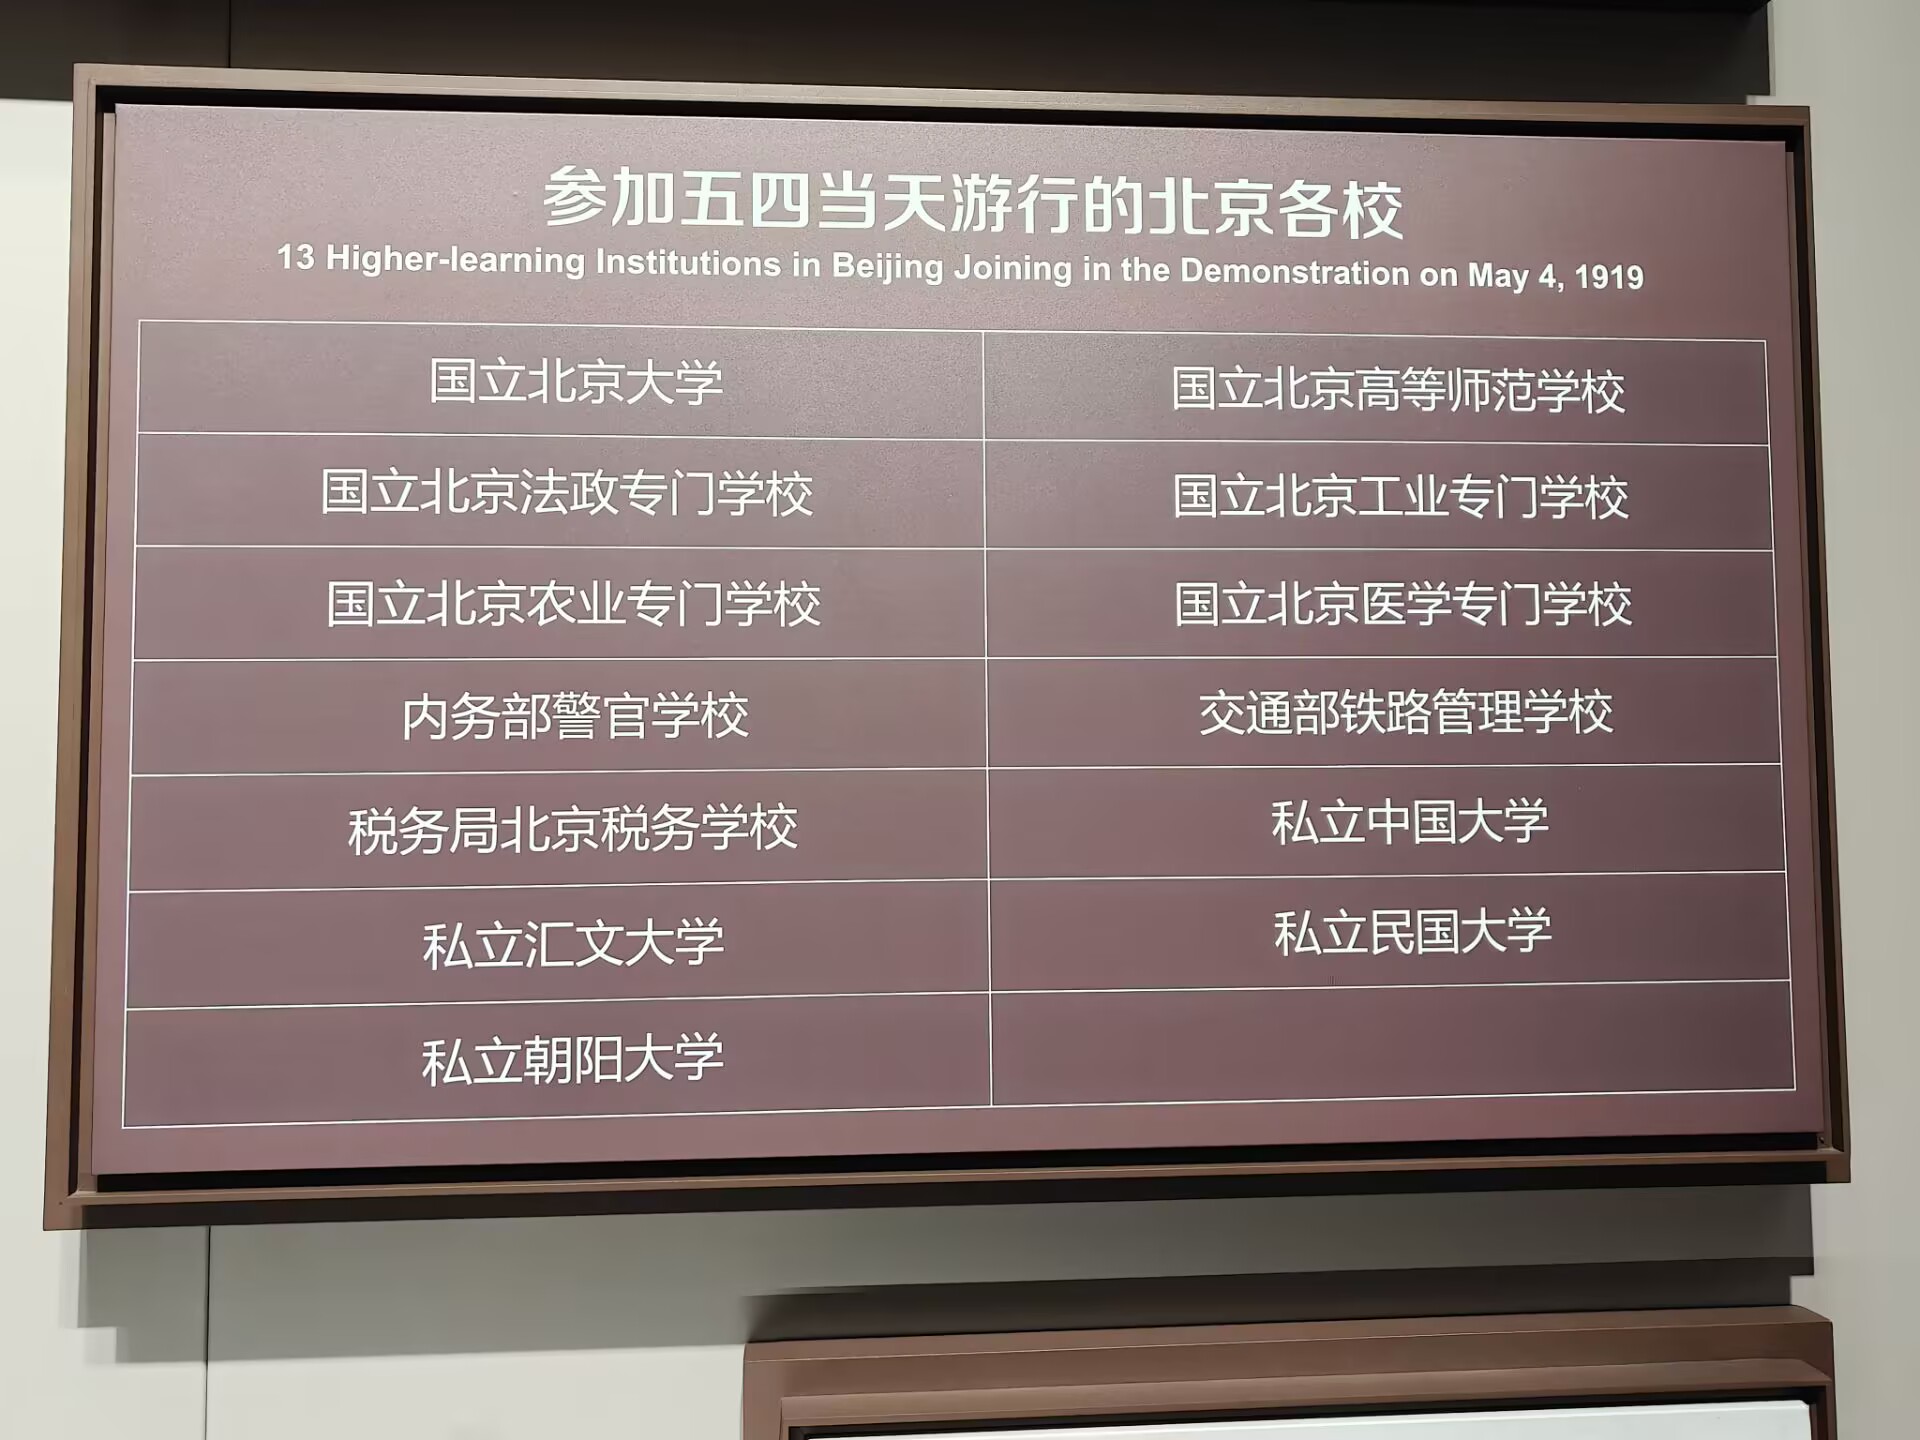 参加五四当天游行的北京各校
13 Higher-learning Institutions in Beijing Joining in the Demonstration on May 4, 1919
国立北京大学
国立北京高等师范学校
国立北京法政专门学校
国立北京工业专门学校
国立北京农业专门学校
国立北京医学专门学校
内务部警官学校
交通部铁路管理学校
税务局北京税务学校
私立中国大学
私立汇文大学
私立民国大学
私立朝阳大学